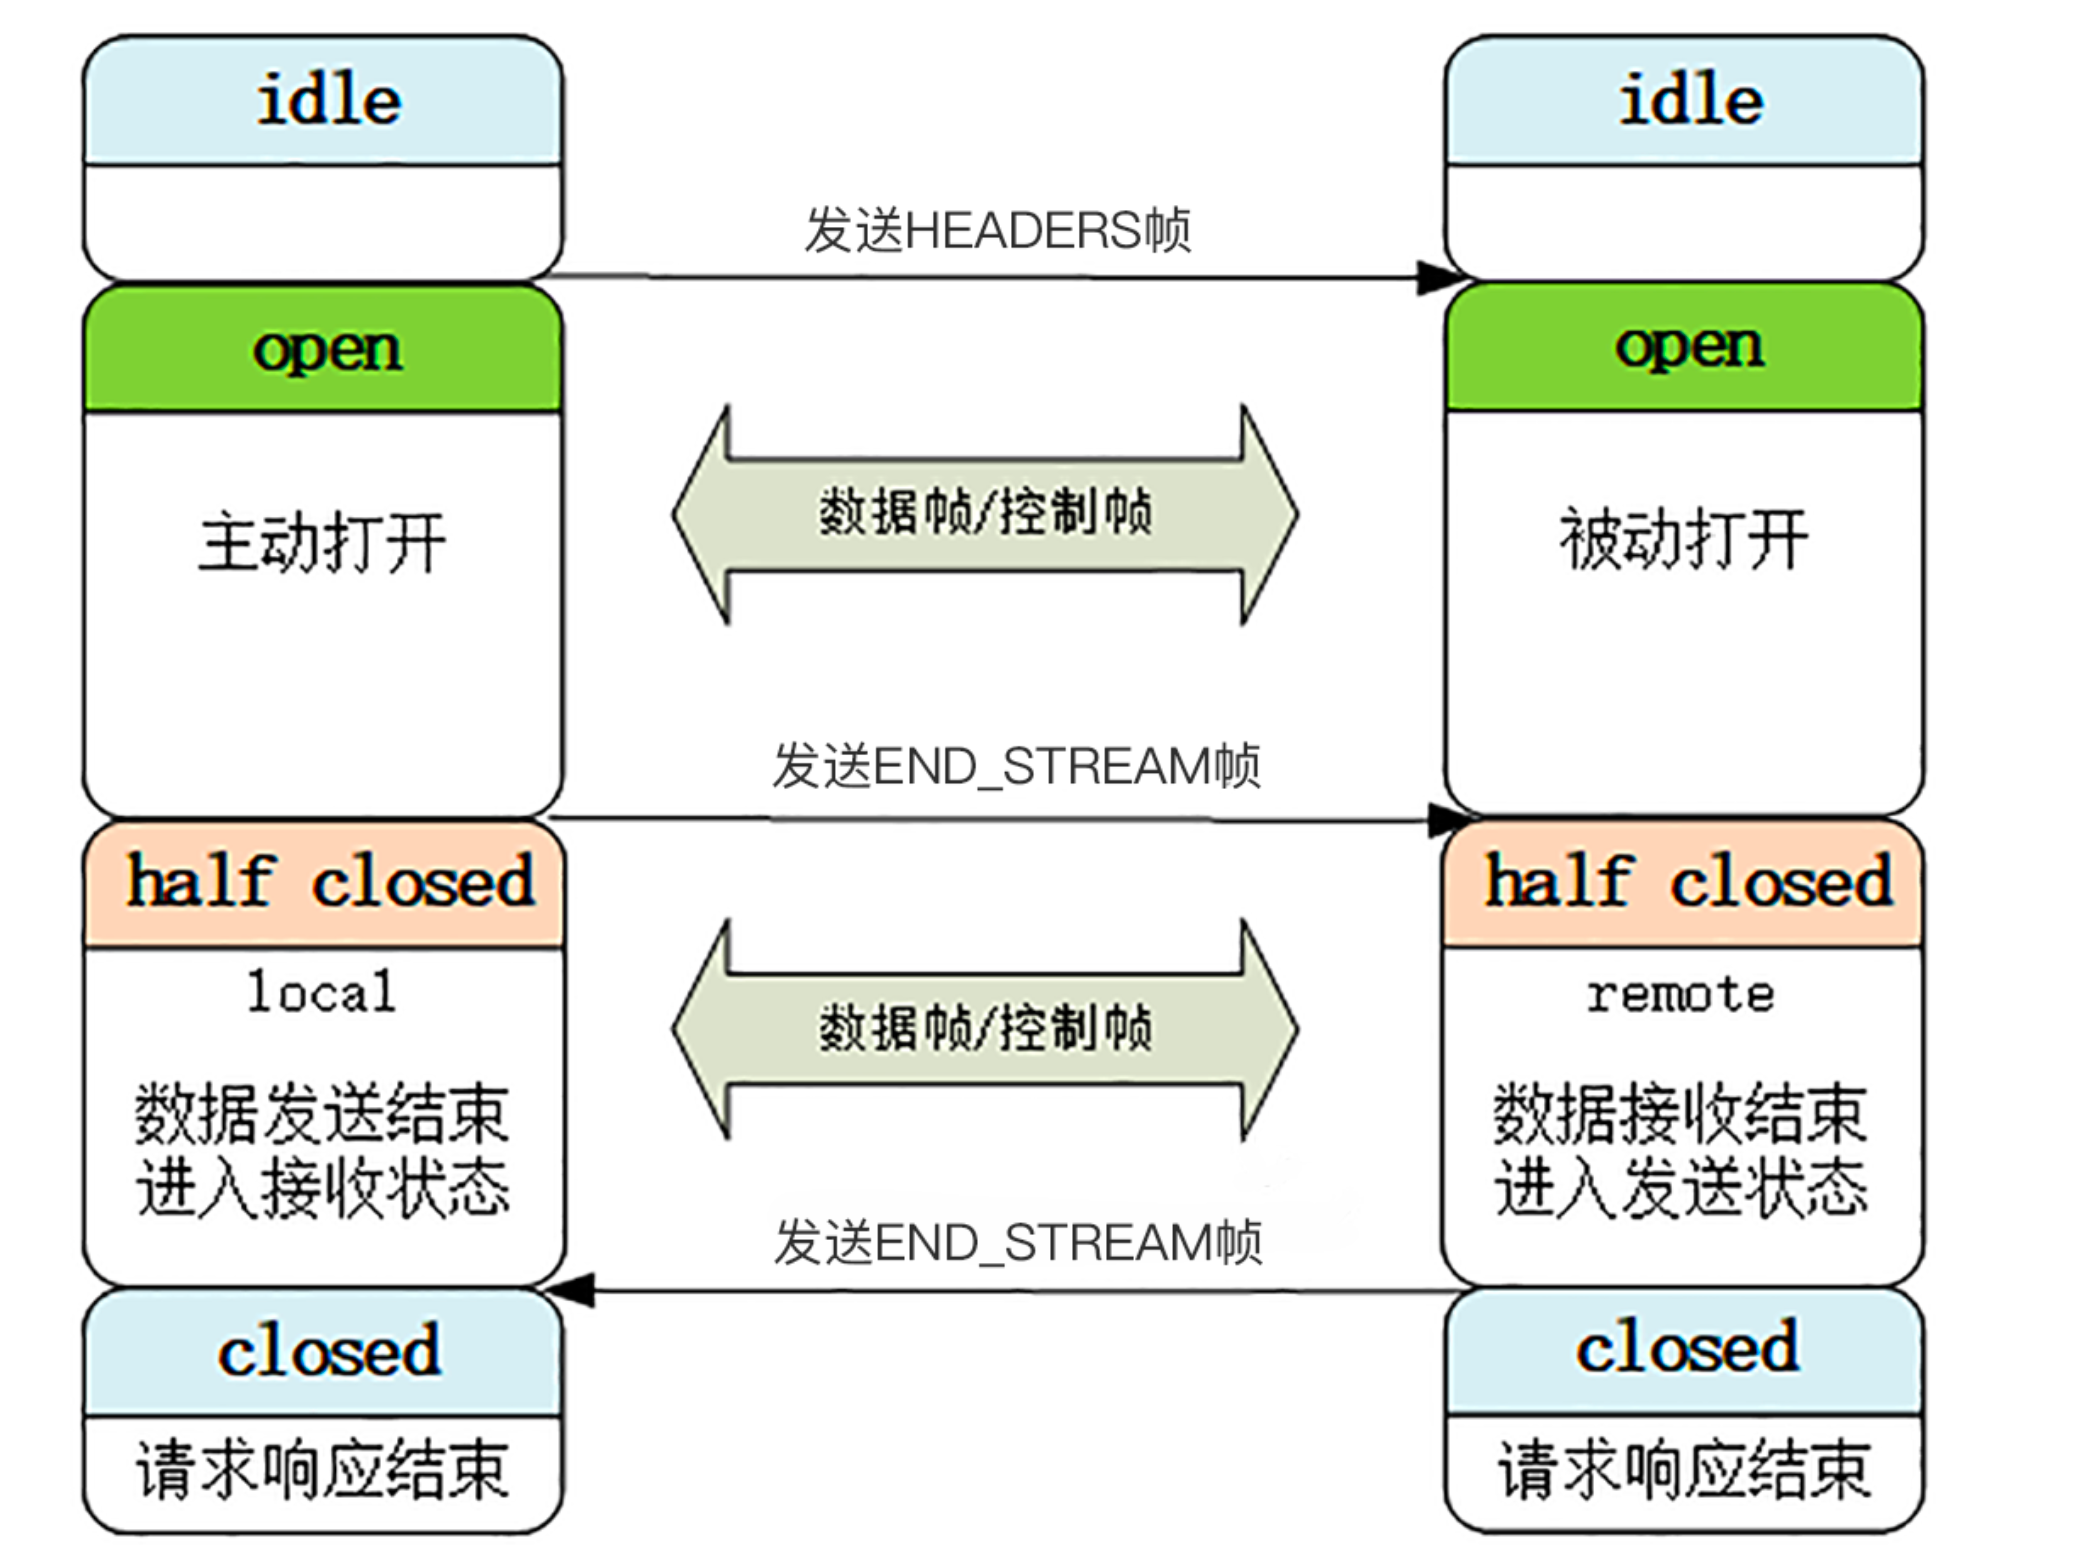 idle
idle
发送HEADERS帧
open
open
数据帧/控制帧
主动打开
被动打开
发送END_STREAM帧
half closed
half closed
local
remote
数据帧/控制帧
数据发送结束
进入接收状态
数据接收结束
进入发送状态
发送END_STREAM帧
closed
closed
请求响应结束
请求响应结束